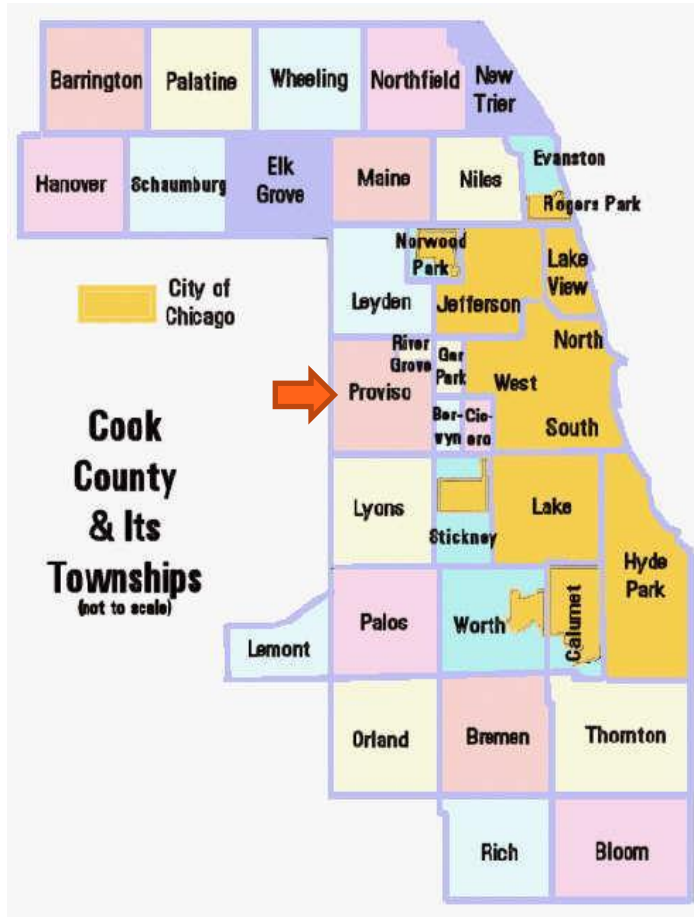 Barrington
Palatine
Wheeling
Northfield
New
Trier
Hanover
Schaumburg
Elk
Grove
Maine
Niles
Evanston
Rogers Park
City of
Chicago
Norwood
Park
Leyden
Jefferson
Lake
View
River
Grove
Gar
Park
North
West
South
Proviso
Ber-
wyn
Cic-
ero
Cook
County
& Its
Townships
(not to scale)
Lyons
Stickney
Lake
Hyde
Park
Lemont
Palos
Worth
Calumet
Orland
Bremen
Thornton
Rich
Bloom